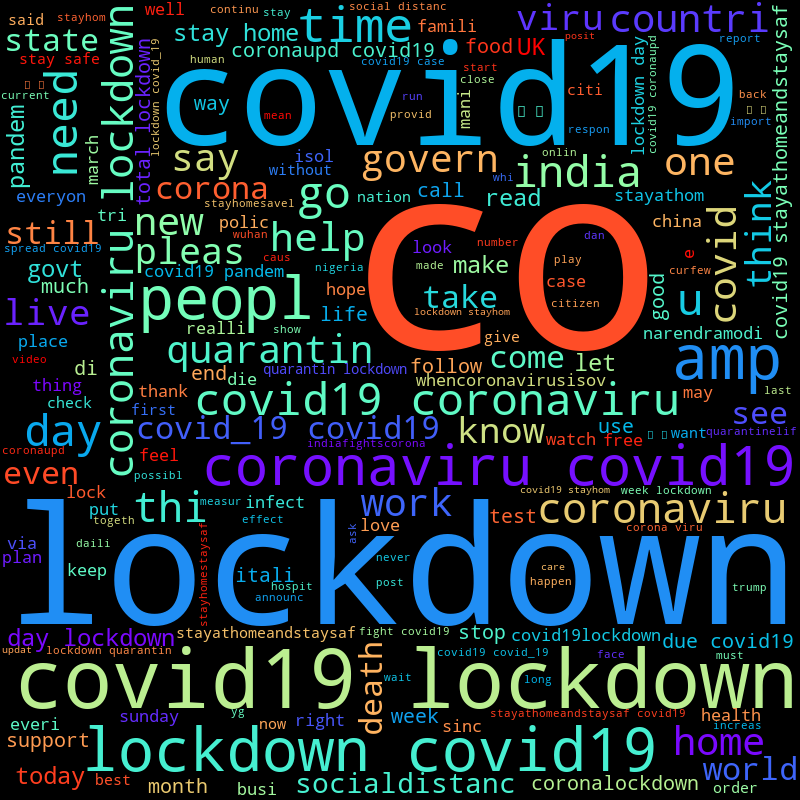 said stayhom well continu stay social distanc
state stay home time viru countri
coronaupd covid19 famili food UK start posit report
stay safe human covid19 case close
current covid19 way run mean provid citi back import
pandem need march lockdown covid_19 total lockdown mani respon lockdown day covid19 coronaupd
say isol without govern onlin whi india one
everyon corona stayhomesavel nation call read stayathom think
coronaviru lockdown tri new polic go co dan china covid u e
still pleas wuhan help look number play curfew
spread covid19 govt caus made make case citizen good
much covid19 pandem nigeria hope take lockdown stayhom narendramodi
live peopl life realli show give amp
place di quarantin end die quarantin lockdown follow come let
thing thank whencoronavirusisov may last
video check first covid19 coronaviru use see
day covid_19 covid19 know watch free want quarantinelif
coronaupd feel indiafightscorona
even possibl coronaviru covid19
lock put thi measur infect work covid19 stayhom week lockdown
togeth effect love test coronaviru corona viru
via daili ask never care
plan keep stayhomestaysaf itali hospit post happen trump
announc lockdown
day lockdown stayathomeandstaysaf fight covid19 stop covid19lockdown due covid19
updat lockdown quarantin death covid19 covid_19 face must
covid19 lockdown wait long
everi sunday yg now right week sinc stayathomeandstaysaf covid19 health increas
support lockdown covid19 home
today best month busi socialdistanc coronalockdown order world
covid19 stayathomeandstaysaf